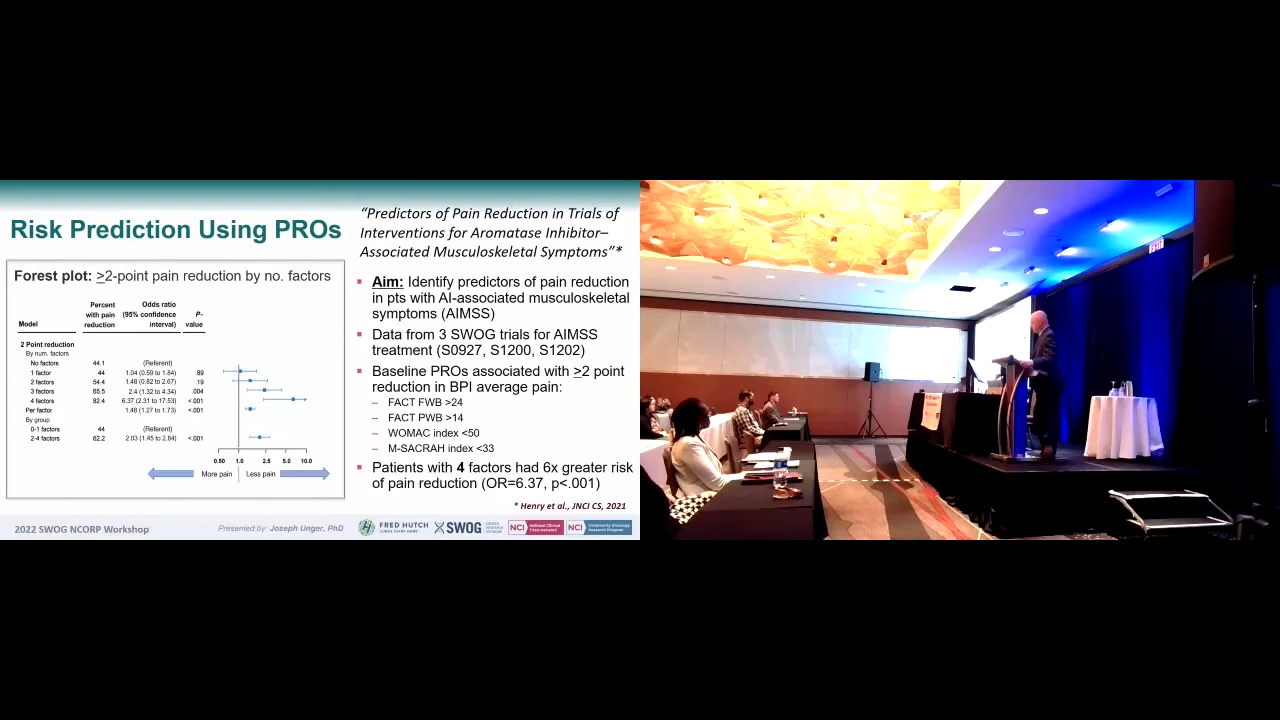 Risk Prediction Using PROs
Forest plot: >2-point pain reduction by no. factors
Model
Percent with pain reduction
Odds ratio (95% confidence interval)
P-value
2 Point reduction
By num. factors
No factors 44.1 (Referent)
1 factor 44 1.04 (0.59 to 1.84) .89
2 factors 54.4 1.48 (0.82 to 2.67) .19
3 factors 65.5 2.4 (1.32 to 4.34) .004
4 factors 82.4 6.37 (2.31 to 17.53) <.001
Per factor 1.48 (1.27 to 1.73) <.001
By group
0-1 factors 44 (Referent)
2-4 factors 62.2 2.03 (1.45 to 2.84) <.001
0.50 1.0 2.5 5.0 10.0
More pain Less pain
“Predictors of Pain Reduction in Trials of
Interventions for Aromatase Inhibitor–
Associated Musculoskeletal Symptoms”*
Aim: Identify predictors of pain reduction
in pts with AI-associated musculoskeletal
symptoms (AIMSS)
Data from 3 SWOG trials for AIMSS
treatment (S0927, S1200, S1202)
Baseline PROs associated with >2 point
reduction in BPI average pain:
– FACT FWB >24
– FACT PWB >14
– WOMAC index <50
– M-SACRAH index <33
Patients with 4 factors had 6x greater risk
of pain reduction (OR=6.37, p<.001)
* Henry et al., JNCI CS, 2021
2022 SWOG NCORP Workshop
Presented by: Joseph Unger, PhD
FRED HUTCH
SWOG
NCI National Clinical Trials Network
NCI Community Oncology Research Program